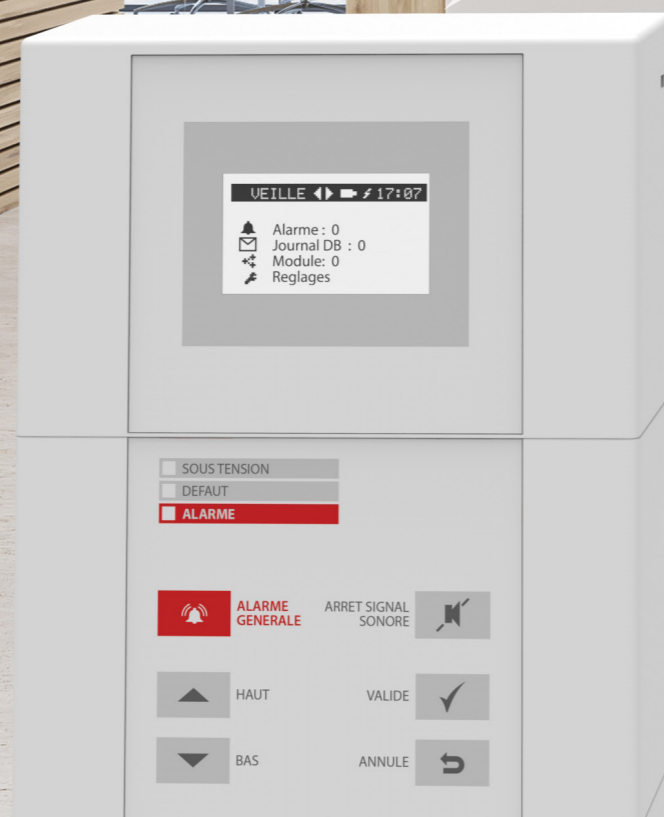 VEILLE 17:07
Alarme : 0
Journal DB : 0
Module: 0
Reglages
SOUS TENSION
DEFAUT
ALARME
ALARME
GENERALE
ARRET SIGNAL
SONORE
HAUT
VALIDE
BAS
ANNULE